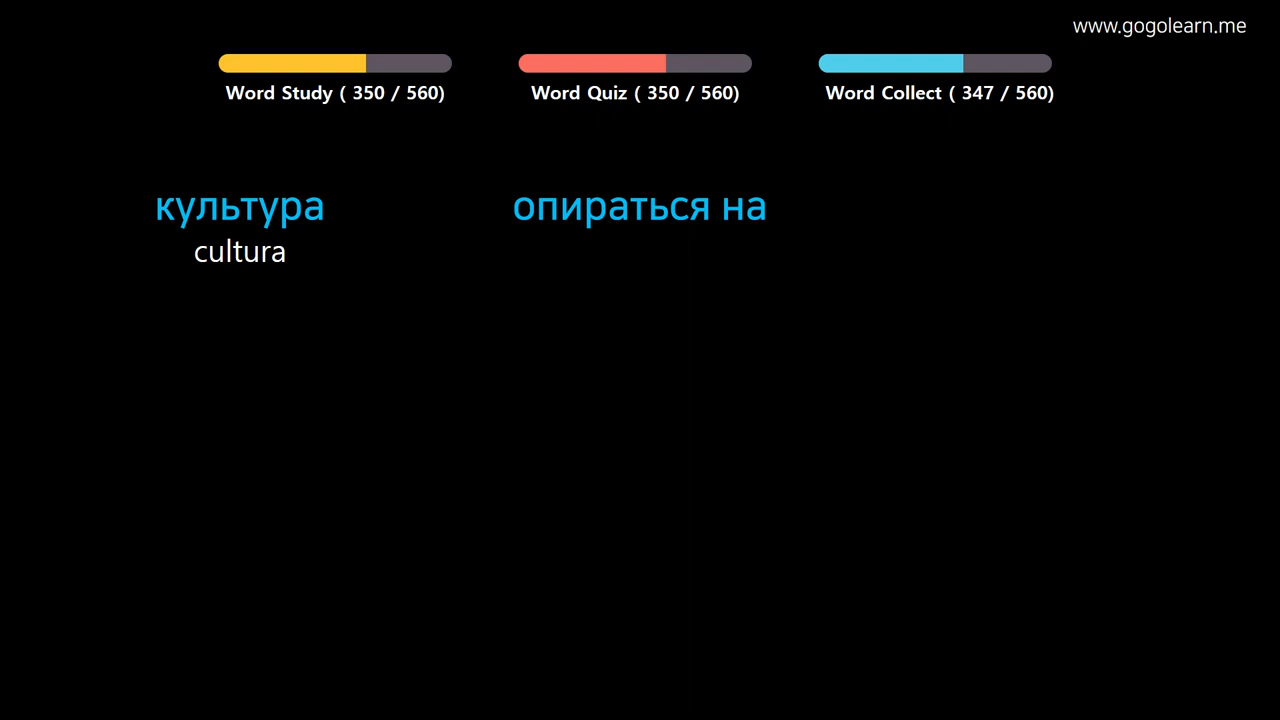 www.gogolearn.me
Word Study ( 350 / 560)
Word Quiz ( 350 / 560)
Word Collect ( 347 / 560)
культура
cultura
опираться на